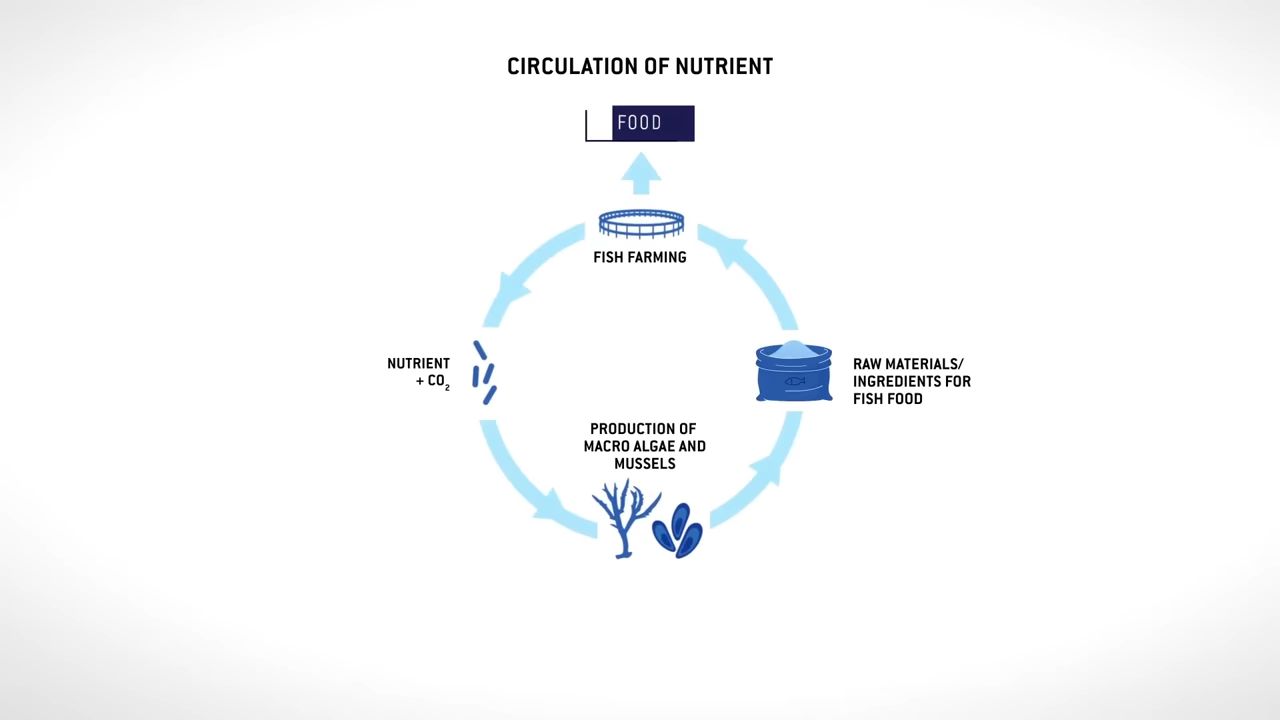 CIRCULATION OF NUTRIENT
FOOD
FISH FARMING
NUTRIENT
+ CO₂
PRODUCTION OF
MACRO ALGAE AND
MUSSELS
RAW MATERIALS/
INGREDIENTS FOR
FISH FOOD